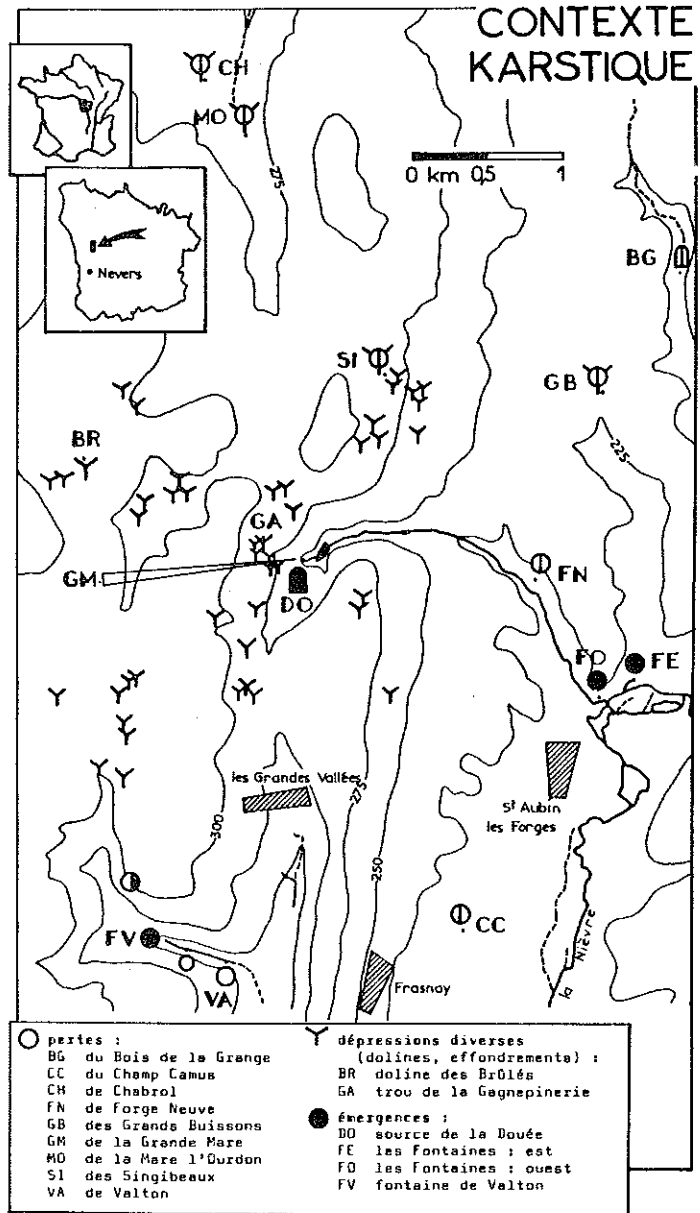 CONTEXTE
KARSTIQUE
CH
MO
275
0 km 0,5 1
BG
Nevers
SI
GB
BR
225
GA
GM
DO
FN
FO
FE
les Grandes Vallées
St Aubin
les Forges
300
275
250
la Nièvre
CC
FV
VA
Frasnay
pertes :
BG du Bois de la Grange
CC du Champ Camus
CH de Chabrol
FN de Forge Neuve
GB des Grands Buissons
GM de la Grande Mare
MO de la Mare l'Ourdon
SI des Singibeaux
VA de Valton
dépressions diverses
(dolines, effondrements) :
BR doline des Brûlés
GA trou de la Gagnepinerie
émergences :
DO source de la Douée
FE les Fontaines : est
FO les Fontaines : ouest
FV fontaine de Valton